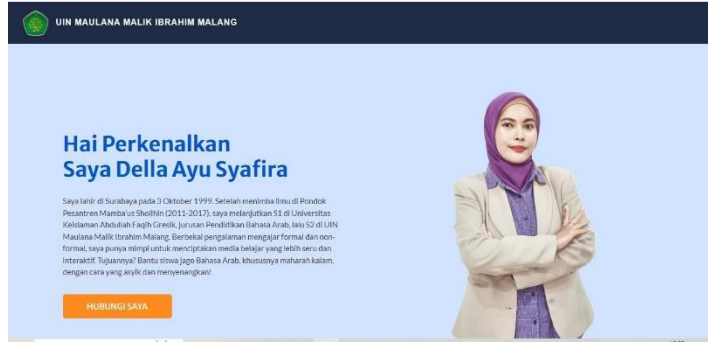 UIN MAULANA MALIK IBRAHIM MALANG
Hai Perkenalkan
Saya Della Ayu Syafira
Saya lahir di Surabaya pada 3 Oktober 1999. Setelah menimba ilmu di Pondok
Pesantren Mamba'us Sholihin (2011-2017), saya melanjutkan S1 di Universitas
Keislaman Abdullah Faqih Gresik, jurusan Pendidikan Bahasa Arab, lalu S2 di UIN
Maulana Malik Ibrahim Malang. Berbekal pengalaman mengajar formal dan non-
formal, saya punya mimpi untuk menciptakan media belajar yang lebih seru dan
interaktif. Tujuannya? Bantu siswa jago Bahasa Arab, khususnya maharah kalam,
dengan cara yang asyik dan menyenangkan!
HUBUNGI SAYA